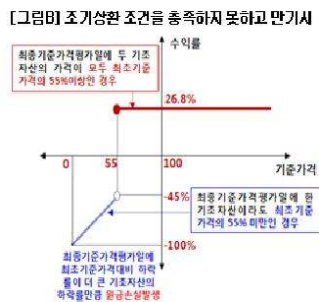 [그림B] 조기상환 조건을 충족하지 못하고 만기시
수익률
최종기준가격평가일에 두 기초
자산의 가격이 모두 최초기준
가격의 55%이상인 경우
26.8%
0
55
100
기준가격
-45%
최종기준가격평가일에 한
기초자산이라도 최초기준
가격의 55% 미만인 경우
-100%
최종기준가격평가일에
최초기준가격대비 하락
률이 더 큰 기초자산의
하락률만큼 원금손실발생